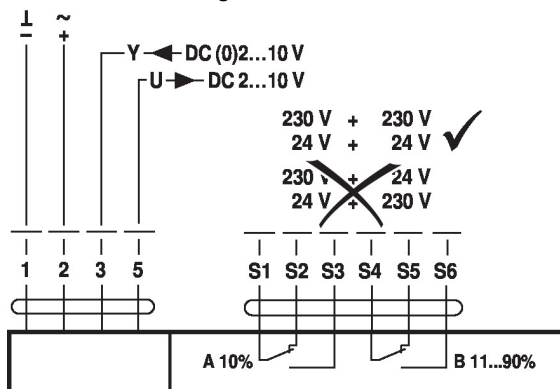 ⊥ ~
− +
Y DC (0)2...10 V
U DC 2...10 V
230 V + 230 V
24 V + 24 V
230 V + 24 V
24 V + 230 V
1 2 3 5 S1 S2 S3 S4 S5 S6
A 10% B 11...90%